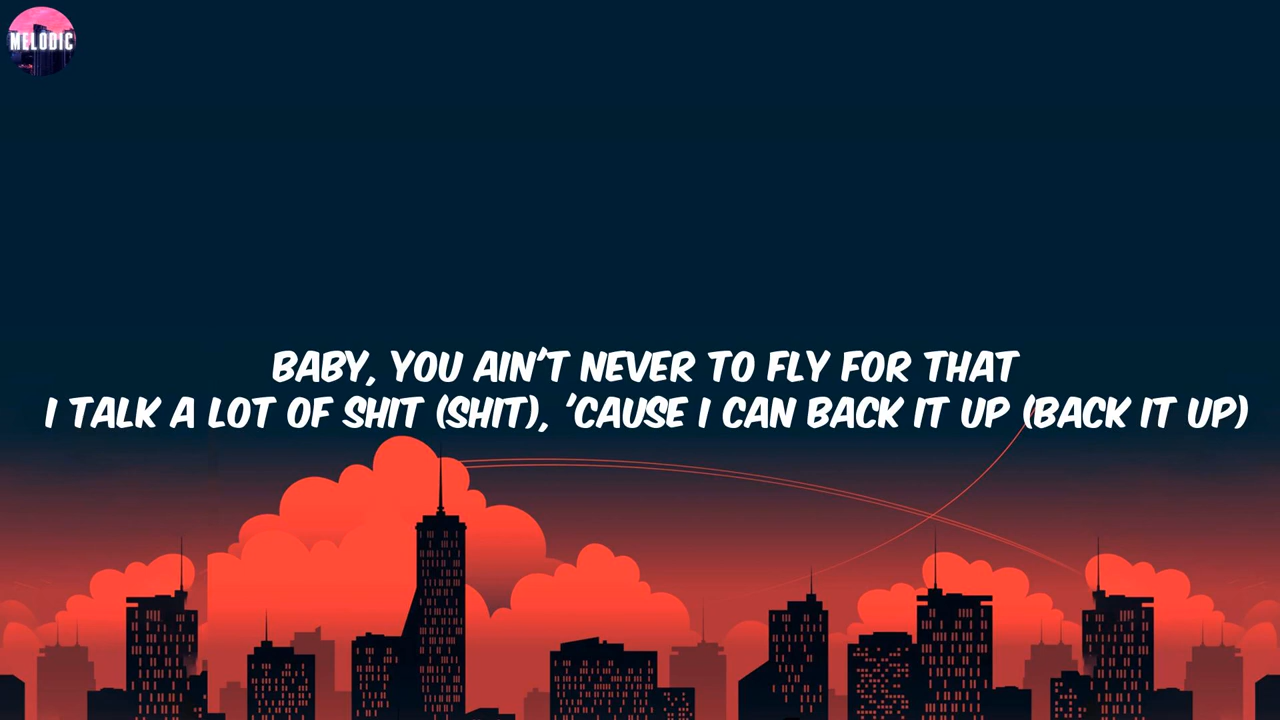 MELODIC
BABY, YOU AIN'T NEVER TO FLY FOR THAT
I TALK A LOT OF SHIT (SHIT), 'CAUSE I CAN BACK IT UP (BACK IT UP)